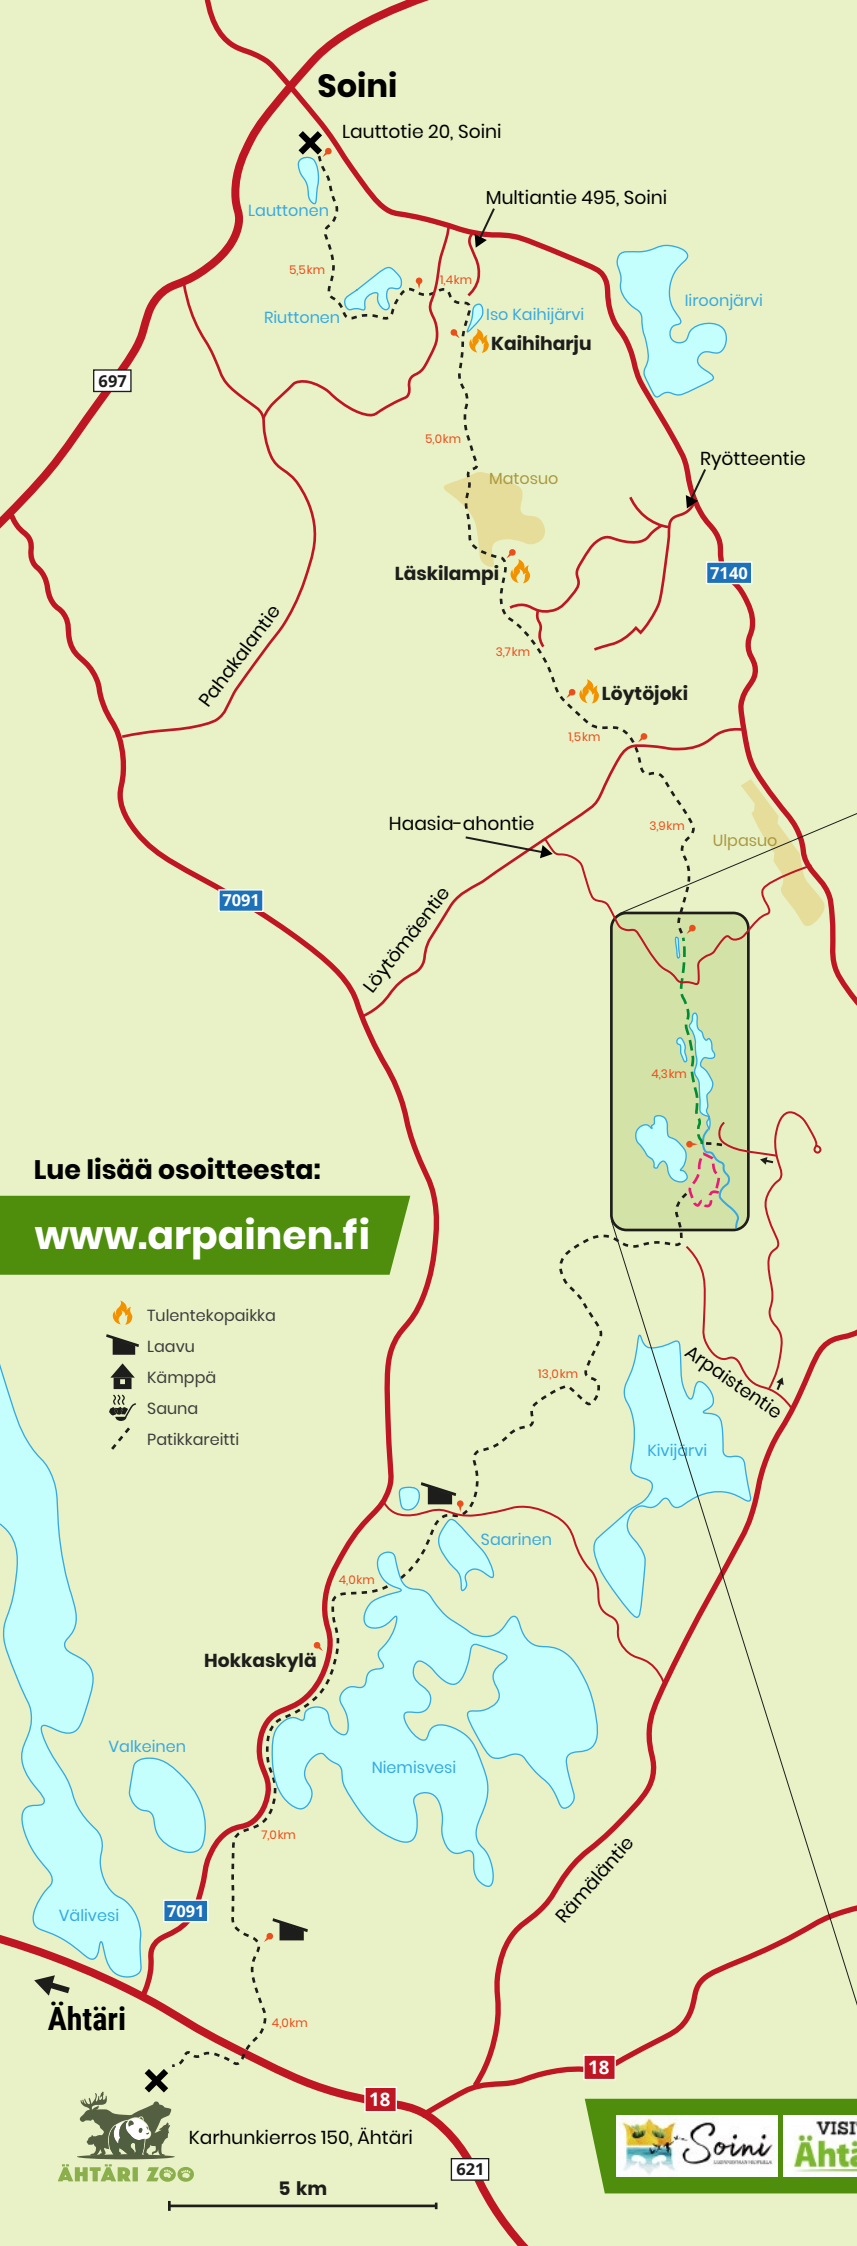 Soini
Lauttotie 20, Soini
Multiantie 495, Soini
Lauttonen
5,5km
1,4km
Riuttonen
Iso Kaihijärvi
Iiroonjärvi
Kaihiharju
697
5,0km
Ryötteentie
Matosuo
Läskilampi
7140
Pahakalantie
3,7km
Löytöjoki
1,5km
Haasia-ahontie
3,9km
Ulpasuo
7091
Löytömäentie
4,3km
Lue lisää osoitteesta:
www.arpainen.fi
Tulentekopaikka
Laavu
Kämppä
Sauna
Patikkareitti
Arpaistentie
13,0km
Kivijärvi
Saarinen
4,0km
Hokkaskylä
Valkeinen
Niemisvesi
7,0km
Rämäläntie
7091
Välivesi
Ähtäri
4,0km
18
18
Karhunkierros 150, Ähtäri
ÄHTÄRI ZOO
621
5 km
Soini
VISI
Ähtä